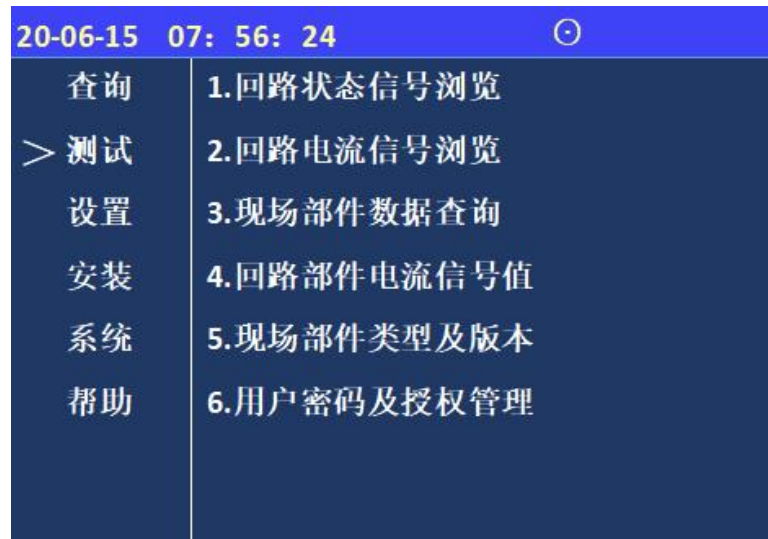 20-06-15 07：56：24 ⊙
查询 1.回路状态信号浏览
＞测试 2.回路电流信号浏览
设置 3.现场部件数据查询
安装 4.回路部件电流信号值
系统 5.现场部件类型及版本
帮助 6.用户密码及授权管理